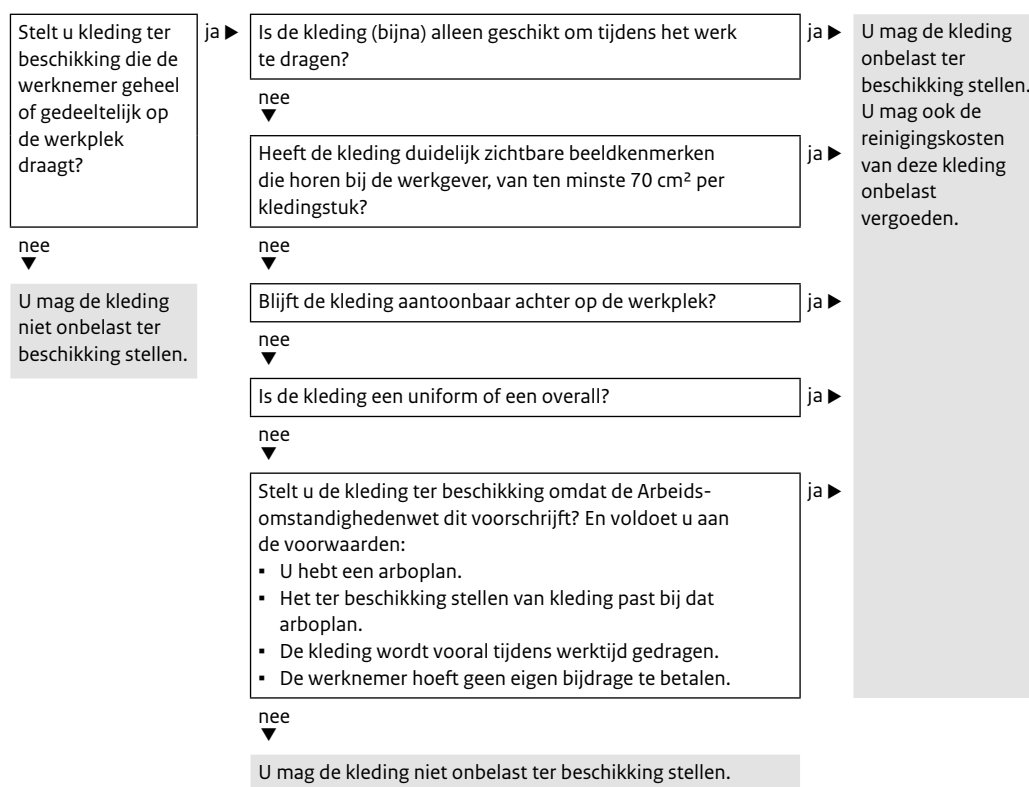 Stelt u kleding ter
beschikking die de
werknemer geheel
of gedeeltelijk op
de werkplek
draagt?
ja ▶
nee
▼
U mag de kleding
niet onbelast ter
beschikking stellen.
Is de kleding (bijna) alleen geschikt om tijdens het werk
te dragen?
ja ▶
nee
▼
Heeft de kleding duidelijk zichtbare beeldkenmerken
die horen bij de werkgever, van ten minste 70 cm² per
kledingstuk?
ja ▶
nee
▼
Blijft de kleding aantoonbaar achter op de werkplek?
ja ▶
nee
▼
Is de kleding een uniform of een overall?
ja ▶
nee
▼
Stelt u de kleding ter beschikking omdat de Arbeids-
omstandighedenwet dit voorschrijft? En voldoet u aan
de voorwaarden:
▪ U hebt een arboplan.
▪ Het ter beschikking stellen van kleding past bij dat
arboplan.
▪ De kleding wordt vooral tijdens werktijd gedragen.
▪ De werknemer hoeft geen eigen bijdrage te betalen.
ja ▶
nee
▼
U mag de kleding niet onbelast ter beschikking stellen.
U mag de kleding
onbelast ter
beschikking stellen.
U mag ook de
reinigingskosten
van deze kleding
onbelast
vergoeden.